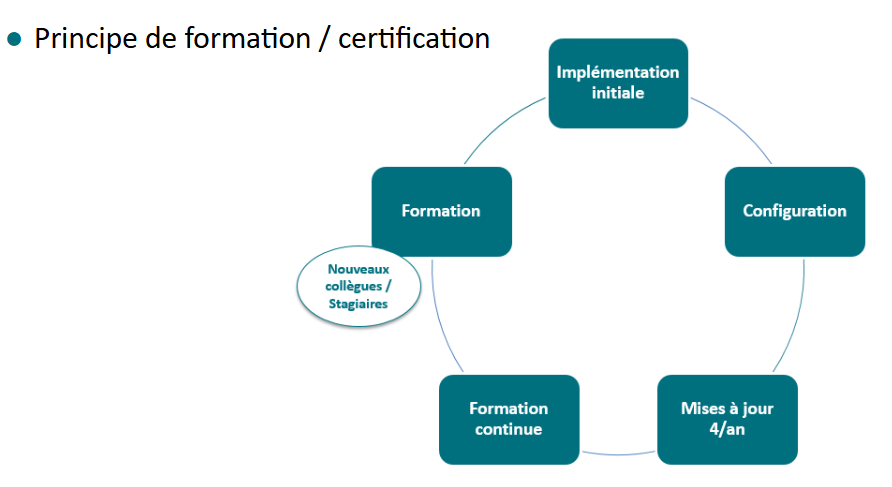 Principe de formation / certification
Implémentation
initiale
Configuration
Mises à jour
4/an
Formation
continue
Formation
Nouveaux
collègues /
Stagiaires